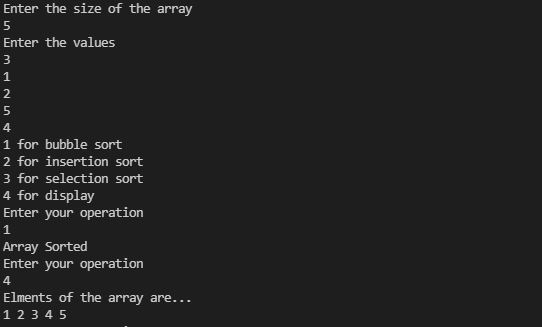 Enter the size of the array
5
Enter the values
3
1
2
5
4
1 for bubble sort
2 for insertion sort
3 for selection sort
4 for display
Enter your operation
1
Array Sorted
Enter your operation
4
Elments of the array are...
1 2 3 4 5